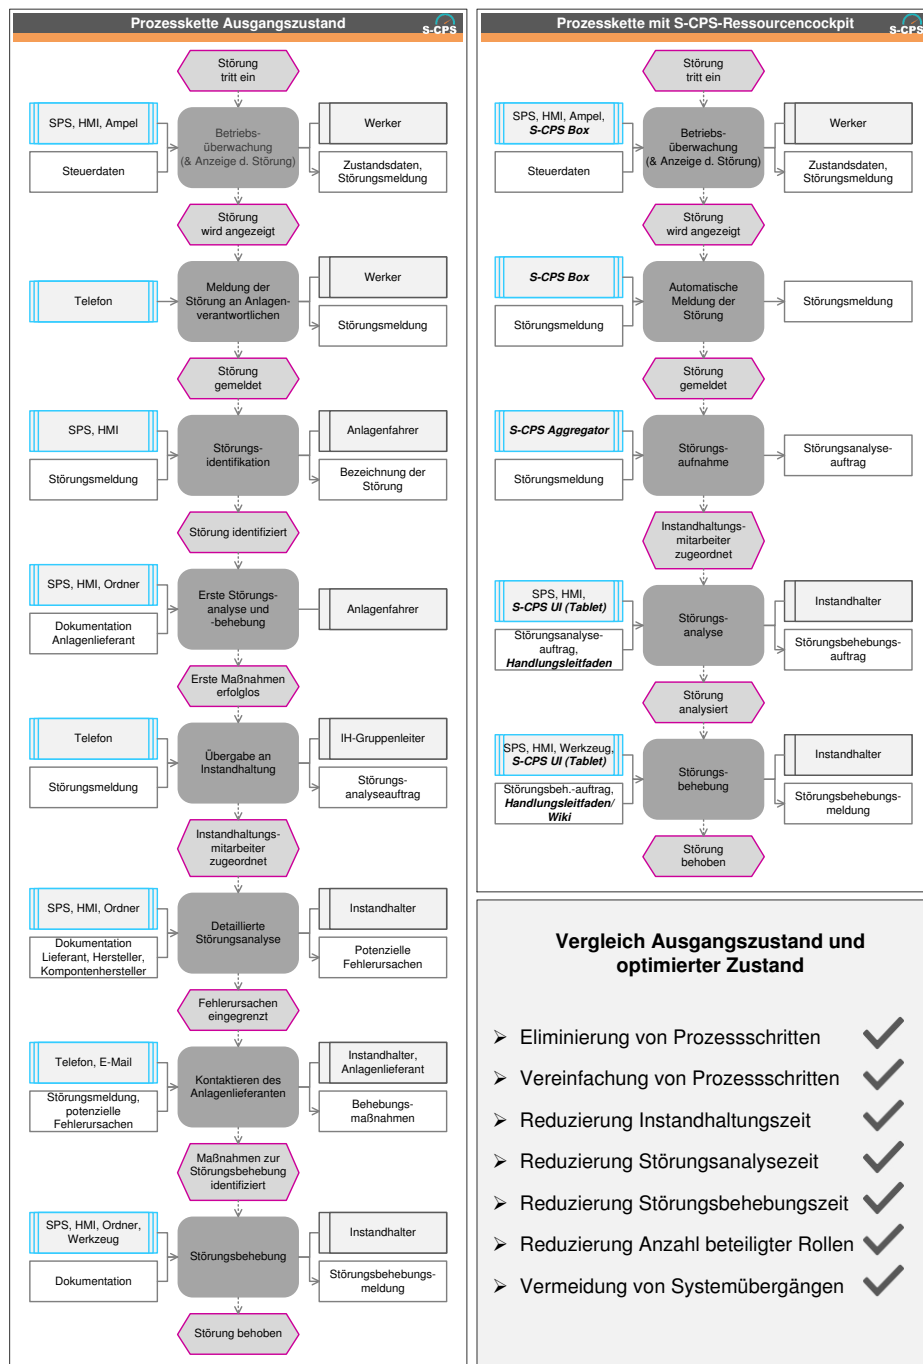 Prozesskette Ausgangszustand
S-CPS
Störung
tritt ein
SPS, HMI, Ampel
Steuerdaten
Betriebs-
überwachung
(& Anzeige d. Störung)
Werker
Zustandsdaten,
Störungsmeldung
Störung
wird angezeigt
Telefon
Meldung der
Störung an Anlagen-
verantwortlichen
Werker
Störungsmeldung
Störung
gemeldet
SPS, HMI
Störungsmeldung
Störungs-
identifikation
Anlagenfahrer
Bezeichnung der
Störung
Störung identifiziert
SPS, HMI, Ordner
Dokumentation
Anlagenlieferant
Erste Störungs-
analyse und
-behebung
Anlagenfahrer
Erste Maßnahmen
erfolglos
Telefon
Störungsmeldung
Übergabe an
Instandhaltung
IH-Gruppenleiter
Störungs-
analyseauftrag
Instandhaltungs-
mitarbeiter
zugeordnet
SPS, HMI, Ordner
Dokumentation
Lieferant, Hersteller,
Kompontenhersteller
Detaillierte
Störungsanalyse
Instandhalter
Potenzielle
Fehlerursachen
Fehlerursachen
eingegrenzt
Telefon, E-Mail
Störungsmeldung,
potenzielle
Fehlerursachen
Kontaktieren des
Anlagenlieferanten
Instandhalter,
Anlagenlieferant
Behebungs-
maßnahmen
Maßnahmen zur
Störungsbehebung
identifiziert
SPS, HMI, Ordner,
Werkzeug
Dokumentation
Störungsbehebung
Instandhalter
Störungsbehebungs-
meldung
Störung behoben
Prozesskette mit S-CPS-Ressourcencockpit
S-CPS
Störung
tritt ein
SPS, HMI, Ampel,
S-CPS Box
Steuerdaten
Betriebs-
überwachung
(& Anzeige d. Störung)
Werker
Zustandsdaten,
Störungsmeldung
Störung
wird angezeigt
S-CPS Box
Störungsmeldung
Automatische
Meldung der
Störung
Störungsmeldung
Störung
gemeldet
S-CPS Aggregator
Störungsmeldung
Störungs-
aufnahme
Störungsanalyse-
auftrag
Instandhaltungs-
mitarbeiter
zugeordnet
SPS, HMI,
S-CPS UI (Tablet)
Störungsanalyse-
auftrag,
Handlungsleitfaden
Störungs-
analyse
Instandhalter
Störungsbehebungs-
auftrag
Störung
analysiert
SPS, HMI, Werkzeug,
S-CPS UI (Tablet)
Störungsbeh.-auftrag,
Handlungsleitfaden/
Wiki
Störungs-
behebung
Instandhalter
Störungsbehebungs-
meldung
Störung
behoben
Vergleich Ausgangszustand und
optimierter Zustand
Eliminierung von Prozessschritten
Vereinfachung von Prozessschritten
Reduzierung Instandhaltungszeit
Reduzierung Störungsanalysezeit
Reduzierung Störungsbehebungszeit
Reduzierung Anzahl beteiligter Rollen
Vermeidung von Systemübergängen